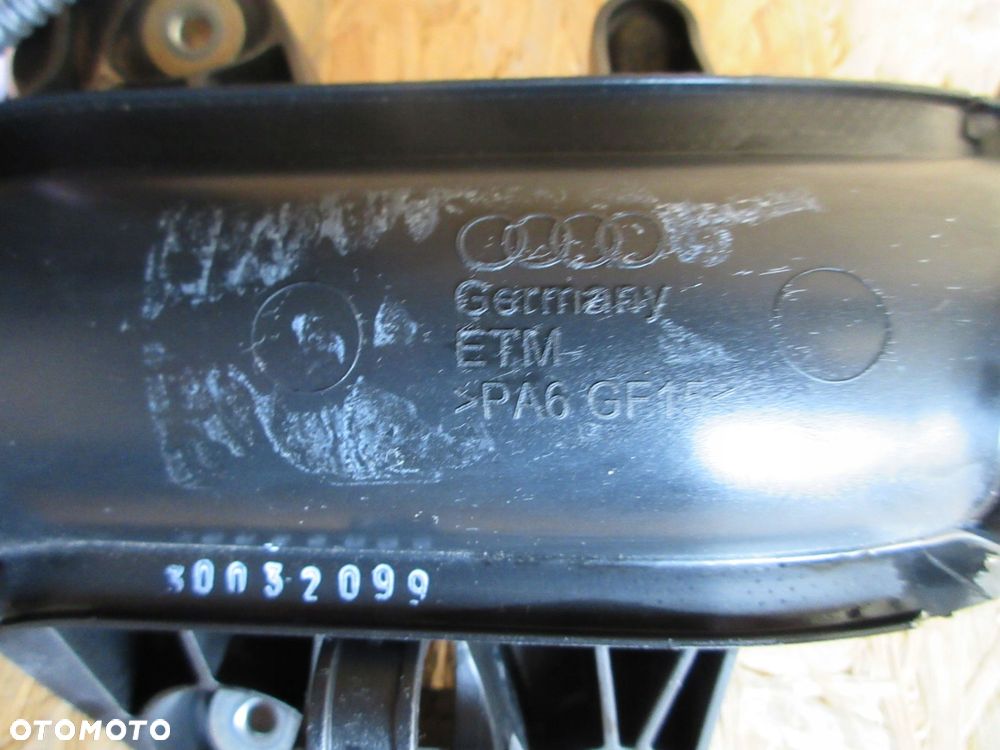 Germany
ETM
>PA6 GF15<
30032099
OTOMOTO